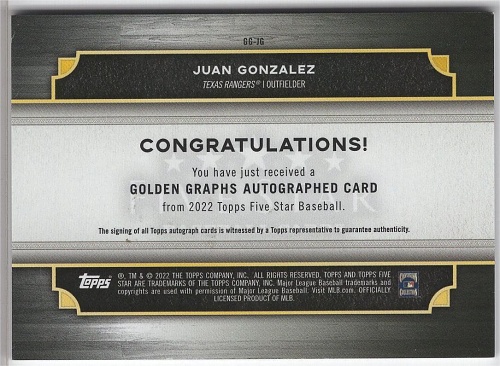 GG-JG
JUAN GONZALEZ
TEXAS RANGERS® | OUTFIELDER
CONGRATULATIONS!
You have just received a
GOLDEN GRAPHS AUTOGRAPHED CARD
from 2022 Topps Five Star Baseball.
The signing of all Topps autograph cards is witnessed by a Topps representative to guarantee authenticity.
Topps
®, TM & © 2022 THE TOPPS COMPANY, INC. ALL RIGHTS RESERVED. TOPPS AND TOPPS FIVE
STAR ARE TRADEMARKS OF THE TOPPS COMPANY, INC. Major League Baseball trademarks and
copyrights are used with permission of Major League Baseball. Visit MLB.com. OFFICIALLY
LICENSED PRODUCT OF MLB.